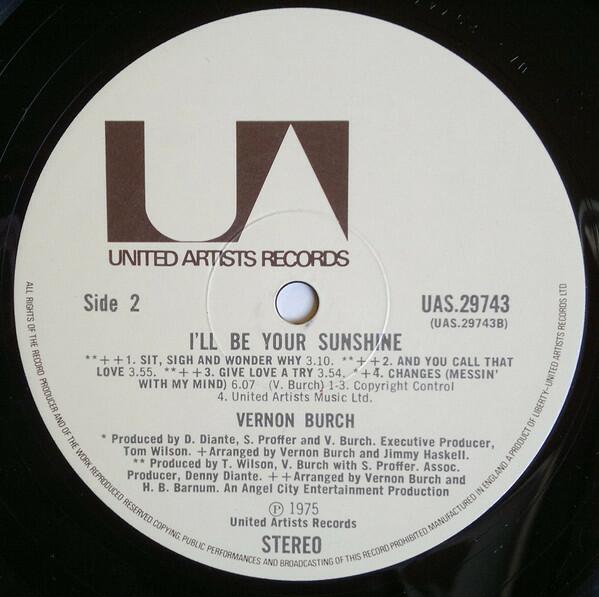 UA
UNITED ARTISTS RECORDS
Side 2
UAS.29743
(UAS.29743B)
I'LL BE YOUR SUNSHINE
**++1. SIT, SIGH AND WONDER WHY 3.10. **++2. AND YOU CALL THAT
LOVE 3.55. **++3. GIVE LOVE A TRY 3.54. *+4. CHANGES (MESSIN'
WITH MY MIND) 6.07 (V. Burch) 1-3. Copyright Control
4. United Artists Music Ltd.
VERNON BURCH
* Produced by D. Diante, S. Proffer and V. Burch. Executive Producer,
Tom Wilson. +Arranged by Vernon Burch and Jimmy Haskell.
** Produced by T. Wilson, V. Burch with S. Proffer. Assoc.
Producer, Denny Diante. ++Arranged by Vernon Burch and
H. B. Barnum. An Angel City Entertainment Production
Ⓟ 1975
United Artists Records
STEREO
ALL RIGHTS OF THE RECORD PRODUCER AND OF THE WORK REPRODUCED RESERVED COPYING, PUBLIC PERFORMANCES AND BROADCASTING OF THIS RECORD PROHIBITED. MANUFACTURED IN ENGLAND. A PRODUCT OF LIBERTY-UNITED ARTISTS RECORDS LTD